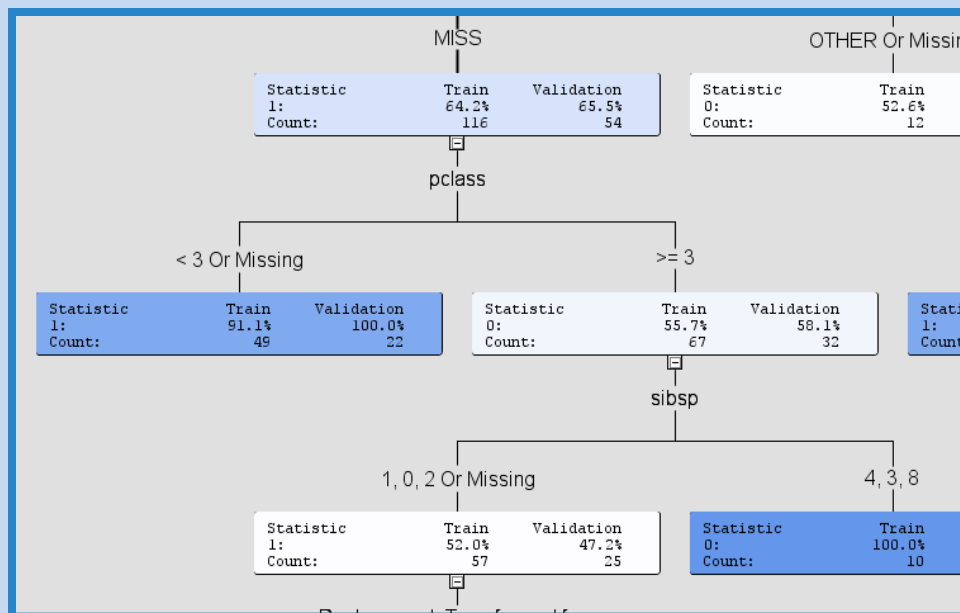 MISS
OTHER Or Missin
Statistic Train Validation
1: 64.2% 65.5%
Count: 116 54
Statistic Train
0: 52.6%
Count: 12
pclass
< 3 Or Missing
>= 3
Statistic Train Validation
1: 91.1% 100.0%
Count: 49 22
Statistic Train Validation
0: 55.7% 58.1%
Count: 67 32
Stati
1:
Count
sibsp
1, 0, 2 Or Missing
4, 3, 8
Statistic Train Validation
1: 52.0% 47.2%
Count: 57 25
Statistic Train
0: 100.0%
Count: 10